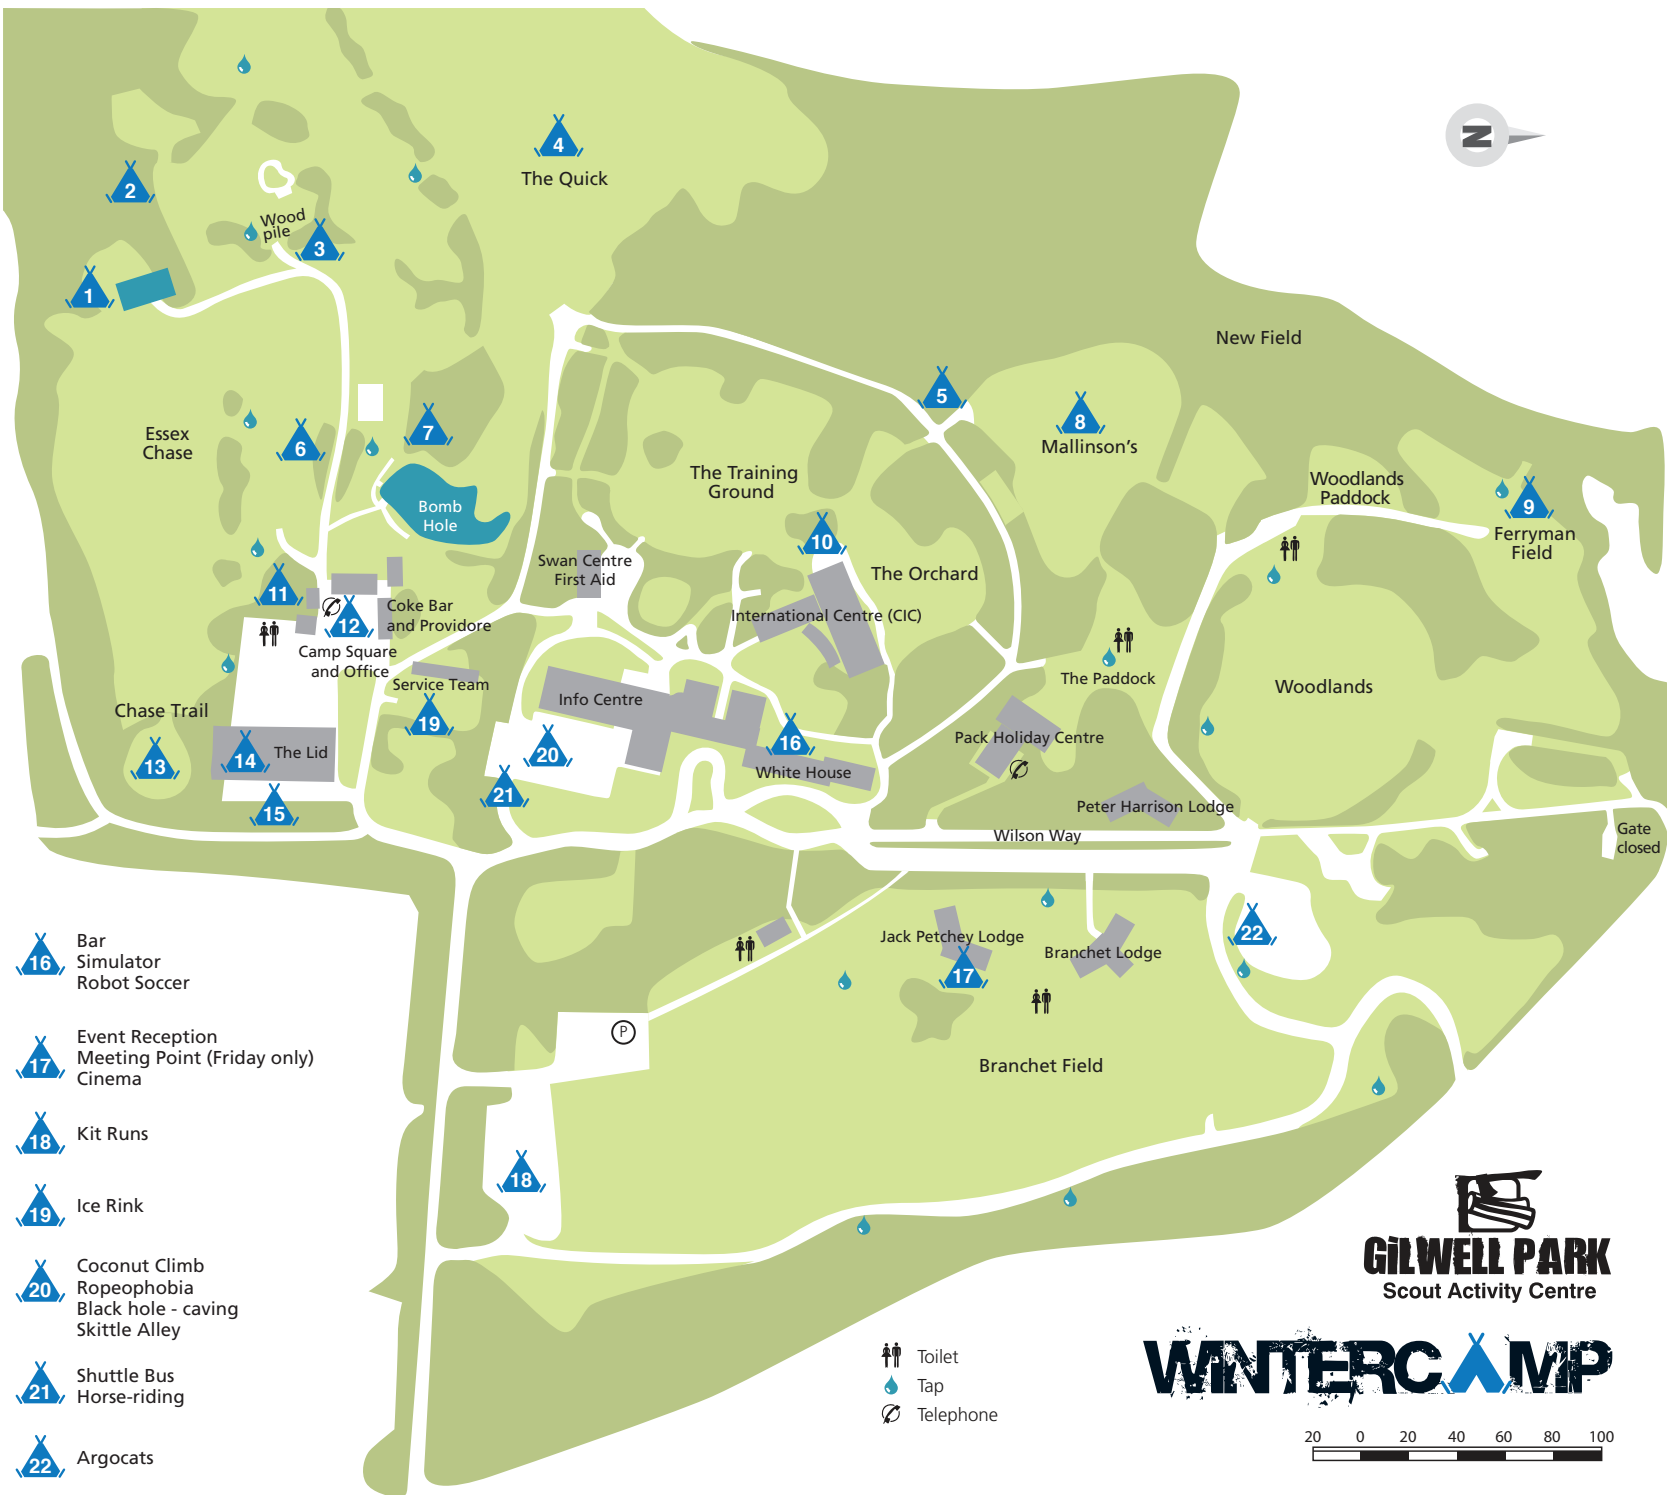 4
The Quick
N
2
Wood
pile
3
1
New Field
5
8
Mallinson's
6
7
Essex
Chase
The Training
Ground
Woodlands
Paddock
9
Ferryman
Field
Bomb
Hole
10
Swan Centre
First Aid
The Orchard
11
12
Coke Bar
and Providore
International Centre (CIC)
Camp Square
and Office
Service Team
The Paddock
Woodlands
Info Centre
Chase Trail
19
13
14
The Lid
20
16
Pack Holiday Centre
White House
21
15
Peter Harrison Lodge
Wilson Way
Gate
closed
22
Jack Petchey Lodge
17
Branchet Lodge
P
Branchet Field
18
16
Bar
Simulator
Robot Soccer
17
Event Reception
Meeting Point (Friday only)
Cinema
18
Kit Runs
19
Ice Rink
20
Coconut Climb
Ropeophobia
Black hole - caving
Skittle Alley
21
Shuttle Bus
Horse-riding
22
Argocats
Toilet
Tap
Telephone
GiLWELL PARK
Scout Activity Centre
WINTERCAMP
20 0 20 40 60 80 100